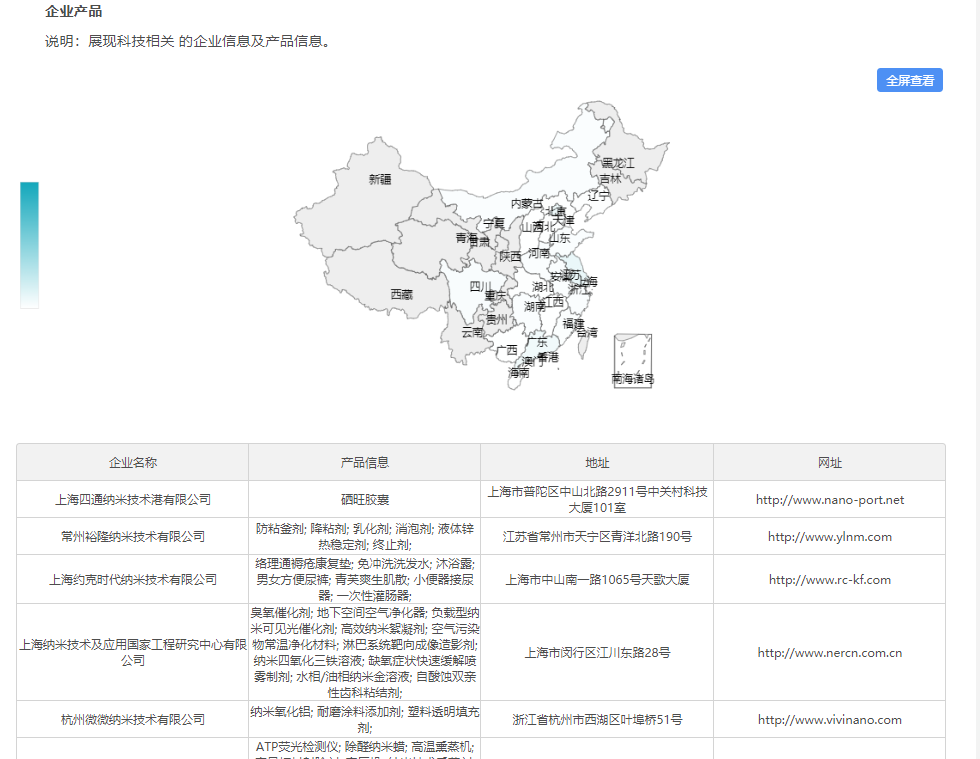 企业产品
说明：展现科技相关 的企业信息及产品信息。
全屏查看
黑龙江
新疆
吉林
辽宁
内蒙古
北京
天津
宁夏
山西
河北
青海
甘肃
山东
陕西
河南
江苏
安徽
上海
四川
湖北
浙江
重庆
西藏
湖南
江西
贵州
福建
云南
台湾
广东
广西
香港
澳门
海南
南海诸岛
企业名称 产品信息 地址 网址
上海四通纳米技术港有限公司 硒旺胶囊 上海市普陀区中山北路2911号中关村科技
大厦101室 http://www.nano-port.net
常州裕隆纳米技术有限公司 防粘釜剂; 降粘剂; 乳化剂; 消泡剂; 液体锌
热稳定剂; 终止剂; 江苏省常州市天宁区青洋北路190号 http://www.ylnm.com
上海约克时代纳米技术有限公司 络理通褥疮康复垫; 免冲洗洗发水; 沐浴露;
男女方便尿裤; 青芙爽生肌散; 小便器接尿
器; 一次性灌肠器; 上海市中山南一路1065号天歌大厦 http://www.rc-kf.com
上海纳米技术及应用国家工程研究中心有限
公司 臭氧催化剂; 地下空间空气净化器; 负载型纳
米可见光催化剂; 高效纳米絮凝剂; 空气污染
物常温净化材料; 淋巴系统靶向成像造影剂;
纳米四氧化三铁溶液; 缺氧症状快速缓解喷
雾制剂; 水相/油相纳米金溶液; 自酸蚀双亲
性齿科粘结剂; 上海市闵行区江川东路28号 http://www.nercn.com.cn
杭州微微纳米技术有限公司 纳米氧化铝; 耐磨涂料添加剂; 塑料透明填充
剂; 浙江省杭州市西湖区叶埠桥51号 http://www.vivinano.com
ATP荧光检测仪; 除醛纳米蜡; 高温熏蒸机;